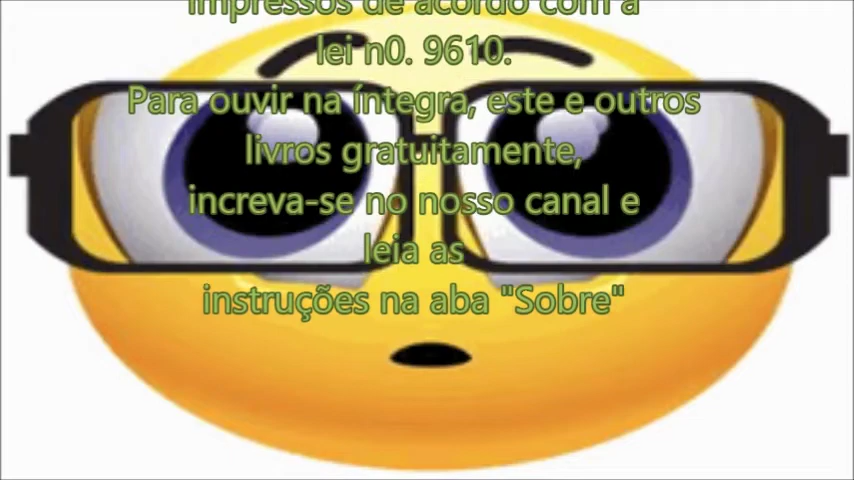 impressos de acordo com a
lei n0. 9610.
Para ouvir na íntegra, este e outros
livros gratuitamente,
increva-se no nosso canal e
leia as
instruções na aba "Sobre"